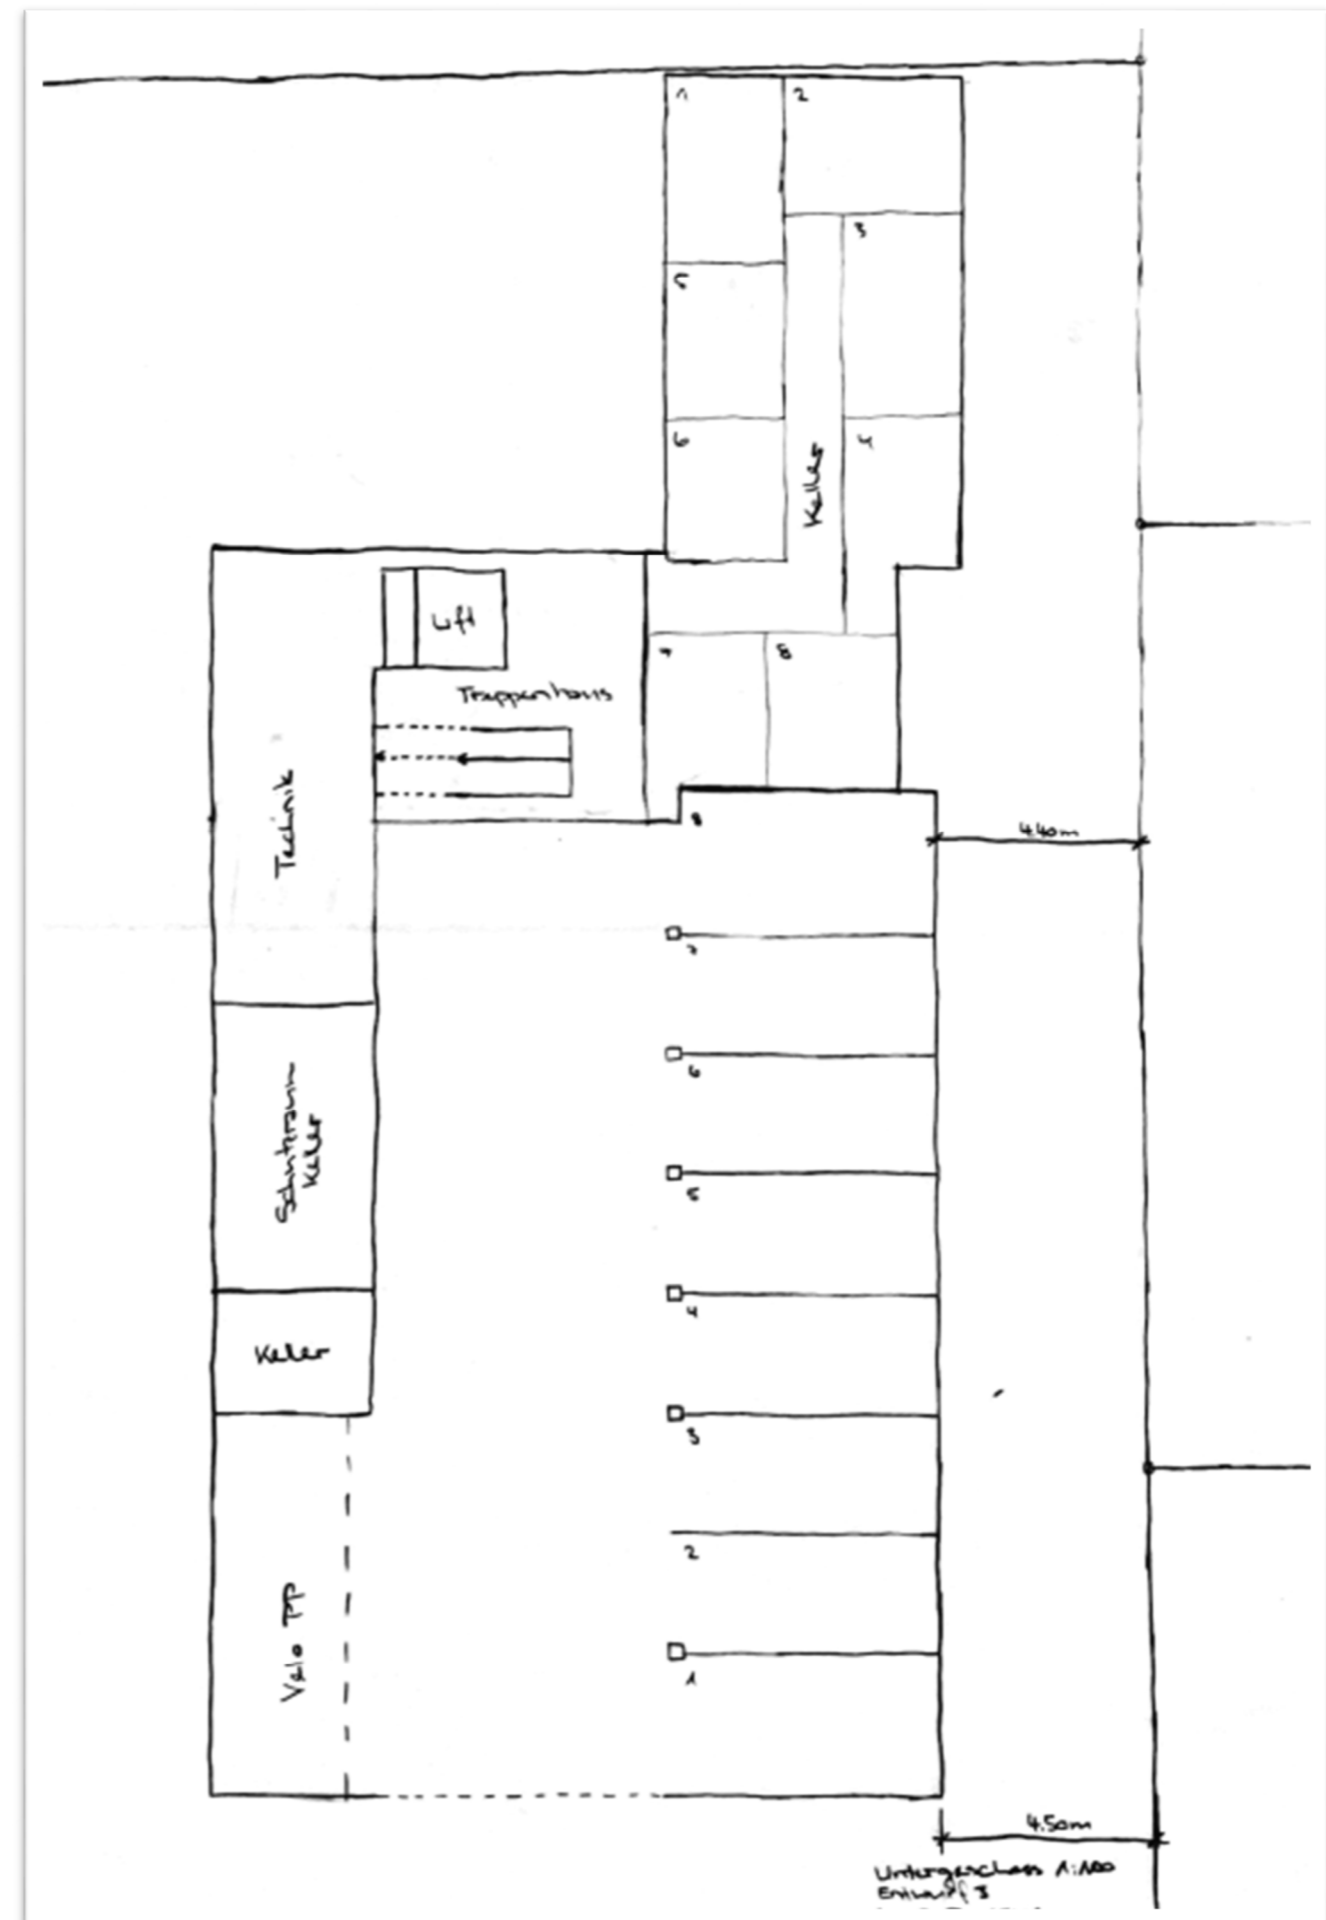 1
2
3
5
6
4
Keller
Lift
7
8
Treppenhaus
Technik
8
4.40m
7
6
Schutzraum
Keller
5
4
Keller
3
2
Velo PP
1
4.50m
Untergeschoss 1:100
Entwurf 3